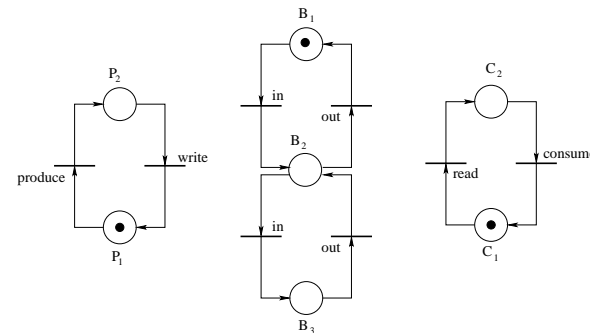 P2
write
produce
P1
B1
in
out
B2
in
out
B3
C2
consume
read
C1